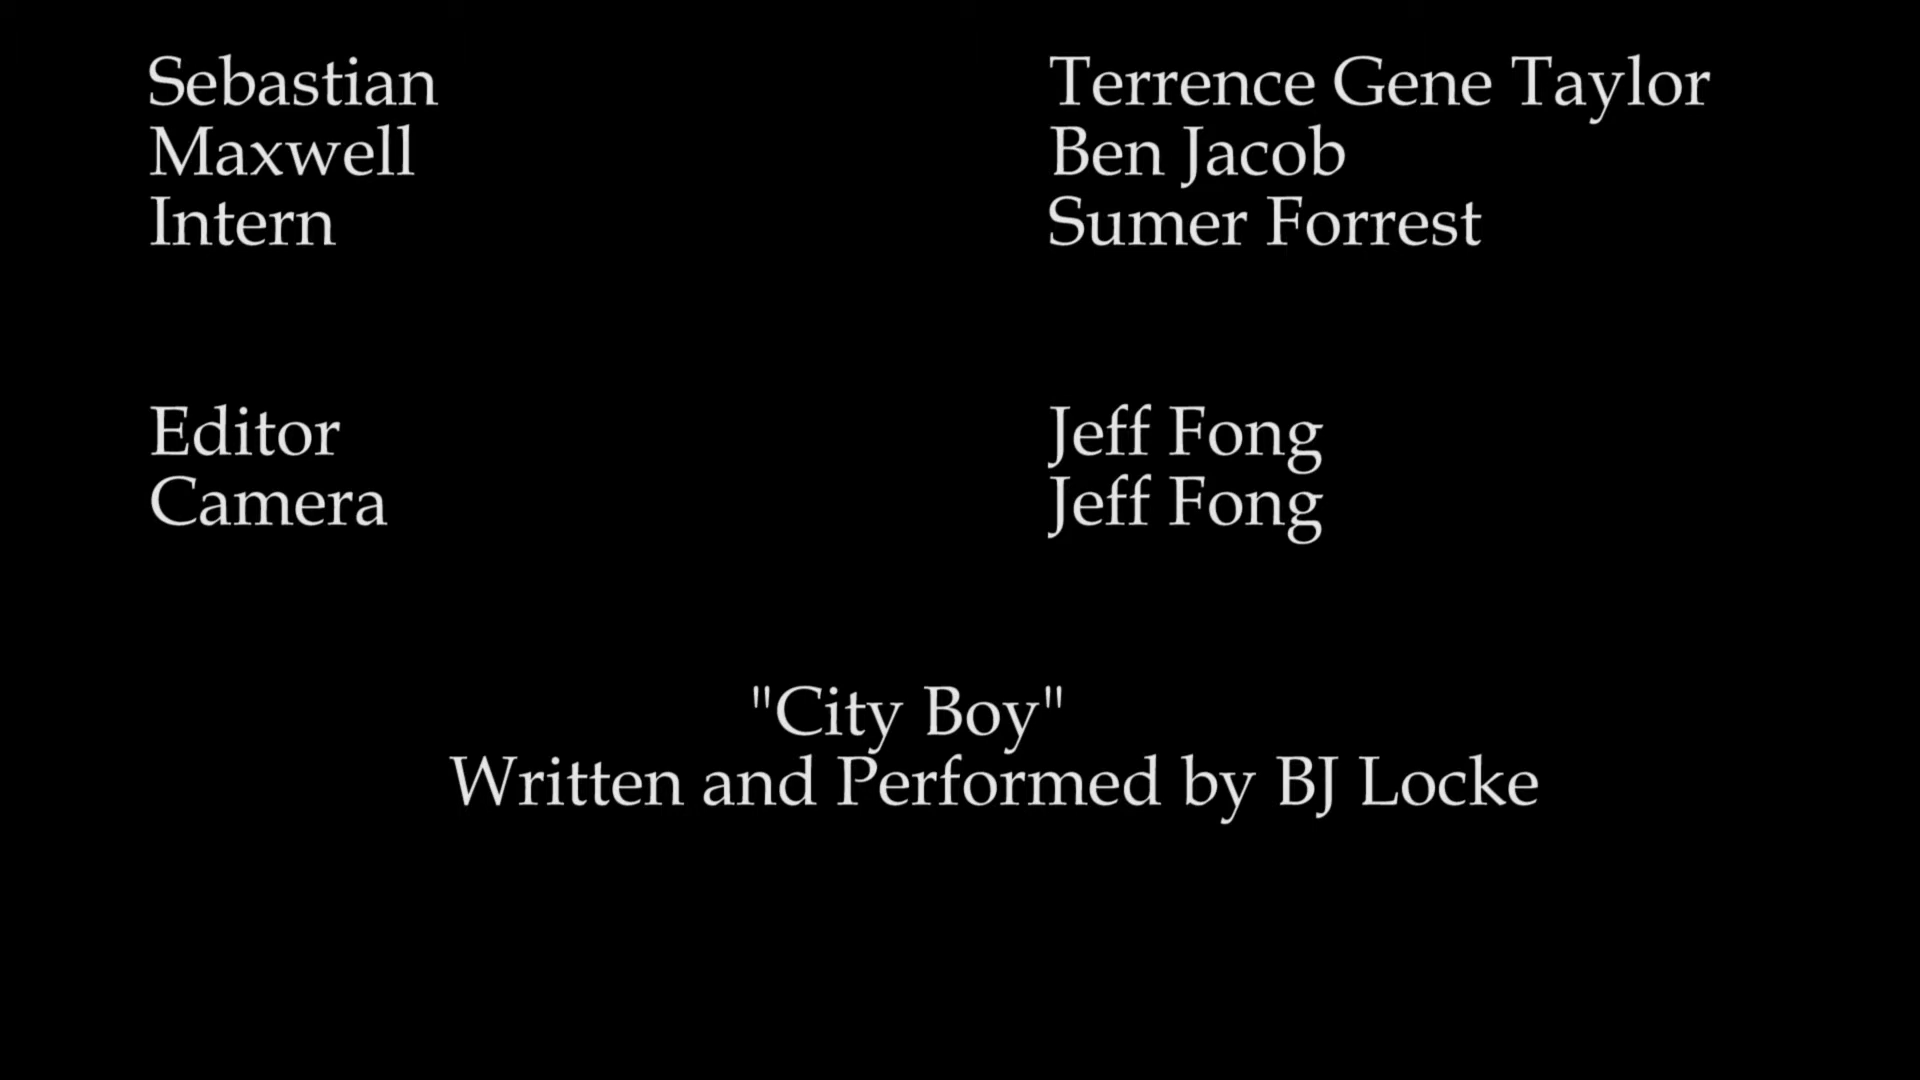 Sebastian Terrence Gene Taylor
Maxwell Ben Jacob
Intern Sumer Forrest
Editor Jeff Fong
Camera Jeff Fong
"City Boy"
Written and Performed by BJ Locke